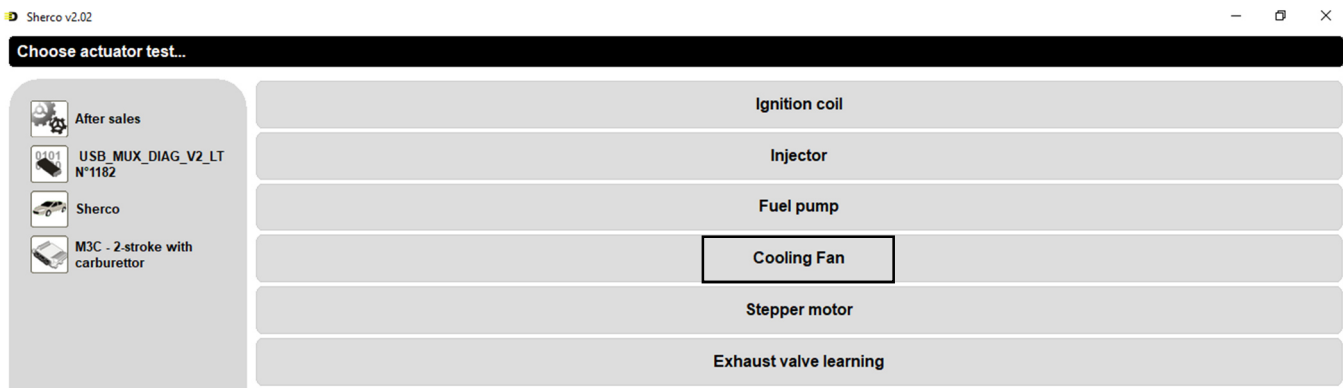 Sherco v2.02
Choose actuator test...
After sales
USB_MUX_DIAG_V2_LT
N°1182
Sherco
M3C - 2-stroke with
carburettor
Ignition coil
Injector
Fuel pump
Cooling Fan
Stepper motor
Exhaust valve learning